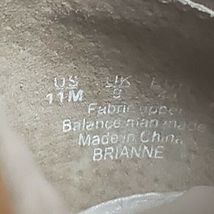 US UK
11M 9
Fabric upper
Balance man made
Made in China
BRIANNE